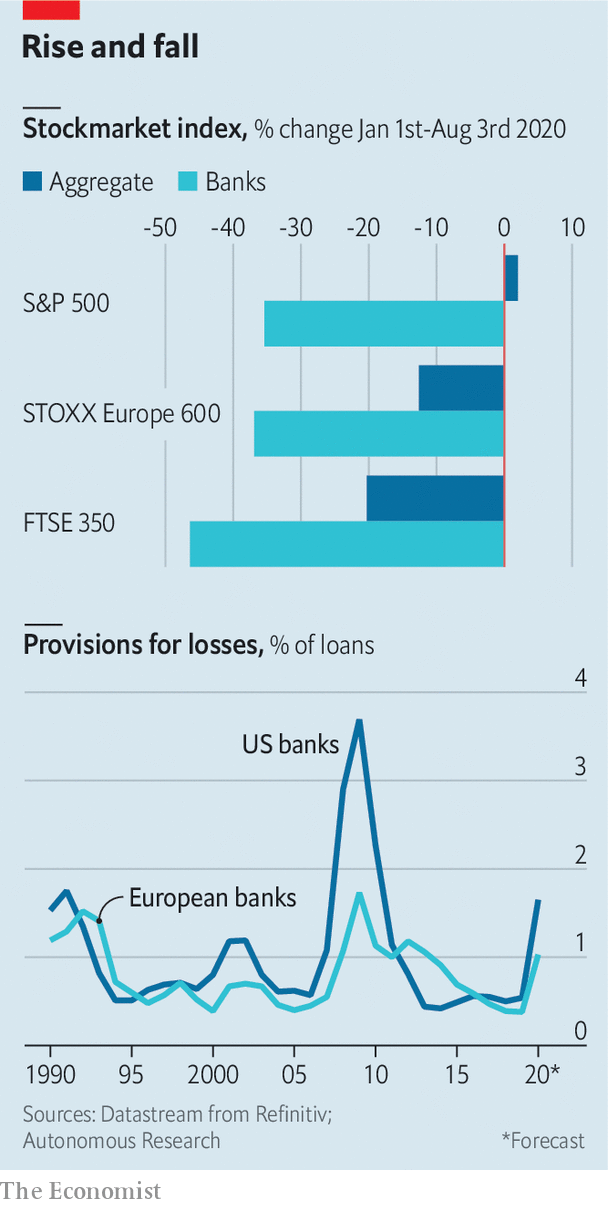 Rise and fall
Stockmarket index, % change Jan 1st-Aug 3rd 2020
Aggregate Banks
-50 -40 -30 -20 -10 0 10
S&P 500
STOXX Europe 600
FTSE 350
Provisions for losses, % of loans
4
US banks
3
2
European banks
1
0
1990 95 2000 05 10 15 20*
Sources: Datastream from Refinitiv;
Autonomous Research *Forecast
The Economist